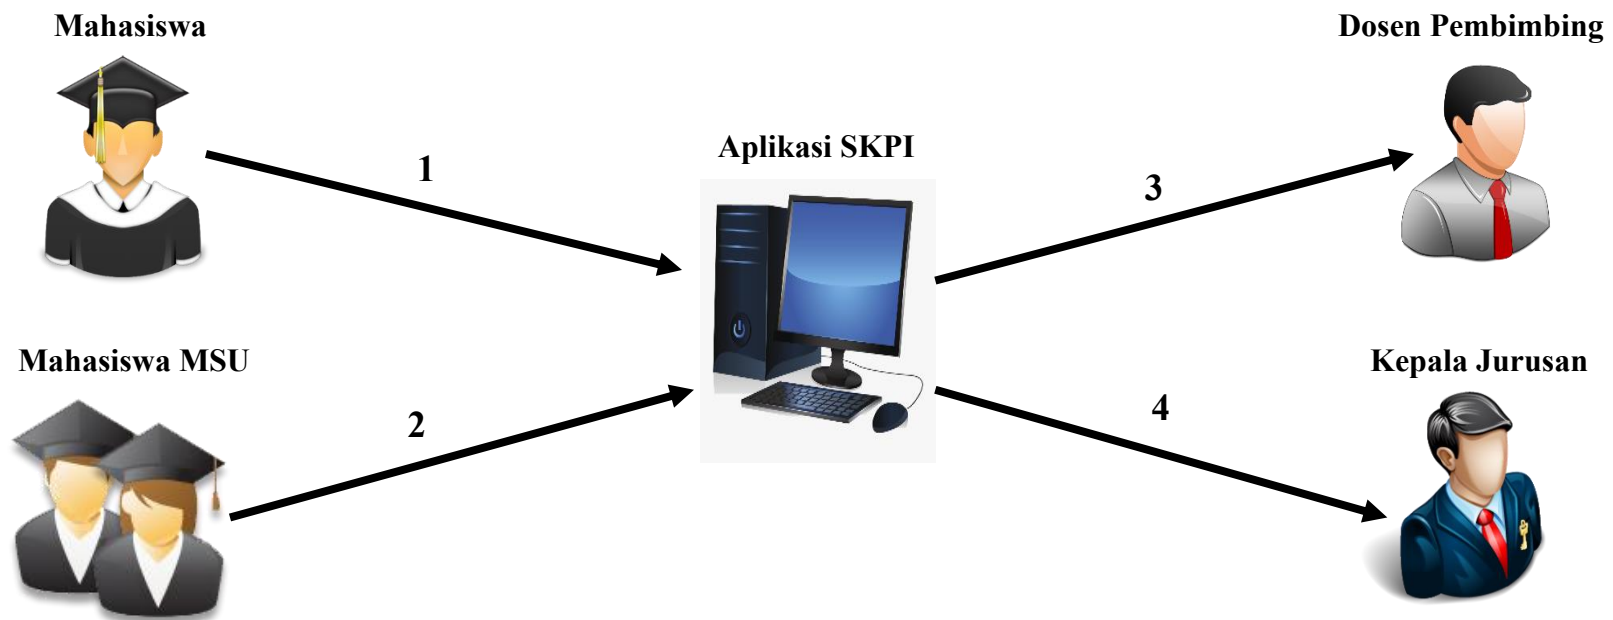 Mahasiswa
Dosen Pembimbing
Aplikasi SKPI
1
3
Mahasiswa MSU
Kepala Jurusan
2
4